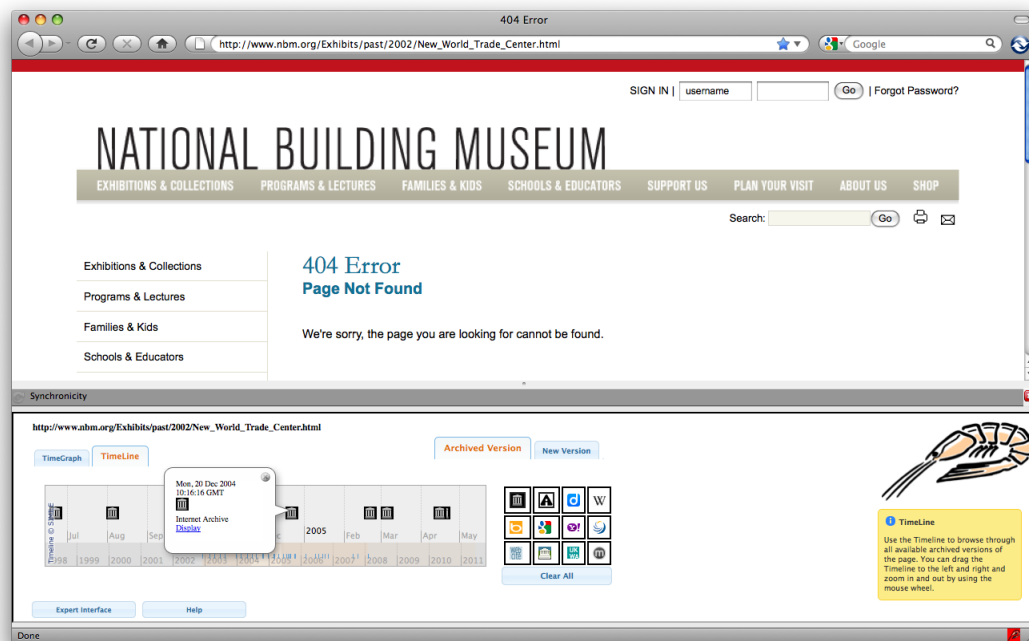 404 Error
http://www.nbm.org/Exhibits/past/2002/New_World_Trade_Center.html
Google
SIGN IN | username Go | Forgot Password?
NATIONAL BUILDING MUSEUM
EXHIBITIONS & COLLECTIONS PROGRAMS & LECTURES FAMILIES & KIDS SCHOOLS & EDUCATORS SUPPORT US PLAN YOUR VISIT ABOUT US SHOP
Search: Go
Exhibitions & Collections
Programs & Lectures
Families & Kids
Schools & Educators
404 Error
Page Not Found
We're sorry, the page you are looking for cannot be found.
Synchronicity
http://www.nbm.org/Exhibits/past/2002/New_World_Trade_Center.html
TimeGraph TimeLine
Archived Version New Version
Mon, 20 Dec 2004
10:16:16 GMT
Internet Archive
Display
Jul Aug Sep 2005 Feb Mar Apr May
1998 1999 2000 2001 2002 2003 2004 2005 2006 2007 2008 2009 2010 2011
Clear All
TimeLine
Use the Timeline to browse through
all available archived versions of
the page. You can drag the
Timeline to the left and right and
zoom in and out by using the
mouse wheel.
Expert Interface Help
Done